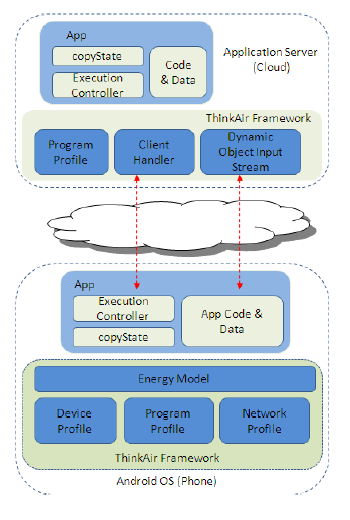 App
copyState
Execution
Controller
Code
& Data
Application Server
(Cloud)
ThinkAir Framework
Program
Profile
Client
Handler
Dynamic
Object Input
Stream
App
Execution
Controller
copyState
App Code &
Data
Energy Model
Device
Profile
Program
Profile
Network
Profile
ThinkAir Framework
Android OS (Phone)